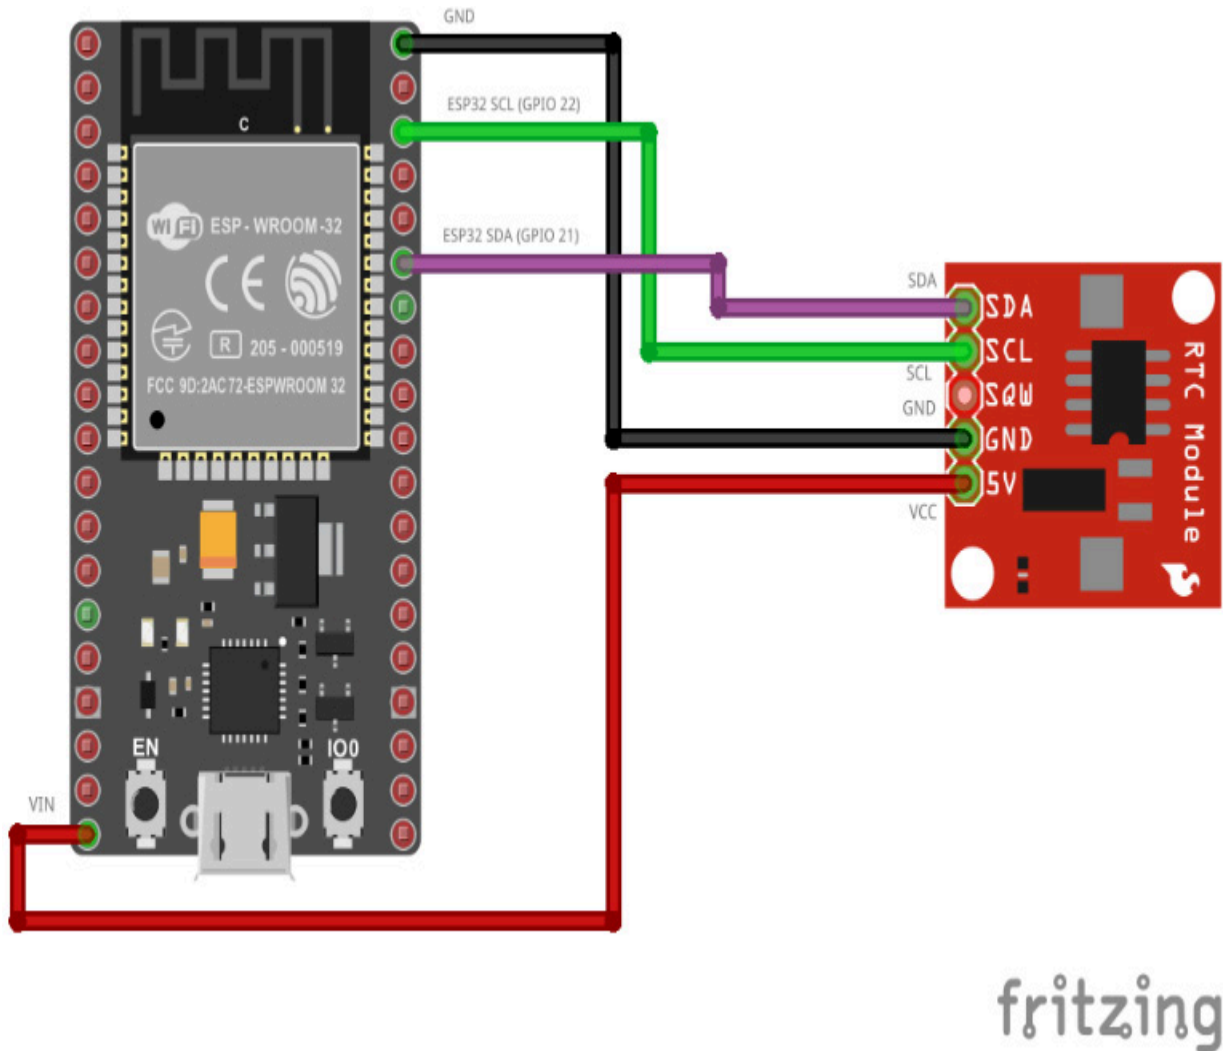 GND
ESP32 SCL (GPIO 22)
C
WiFi ESP - WROOM -32
CE
R 205 - 000519
FCC 9D:2AC72-ESPWROOM 32
ESP32 SDA (GPIO 21)
SDA
SCL
GND
VCC
SDA
SCL
SQW
GND
5V
RTC Module
EN
IO0
VIN
fritzing